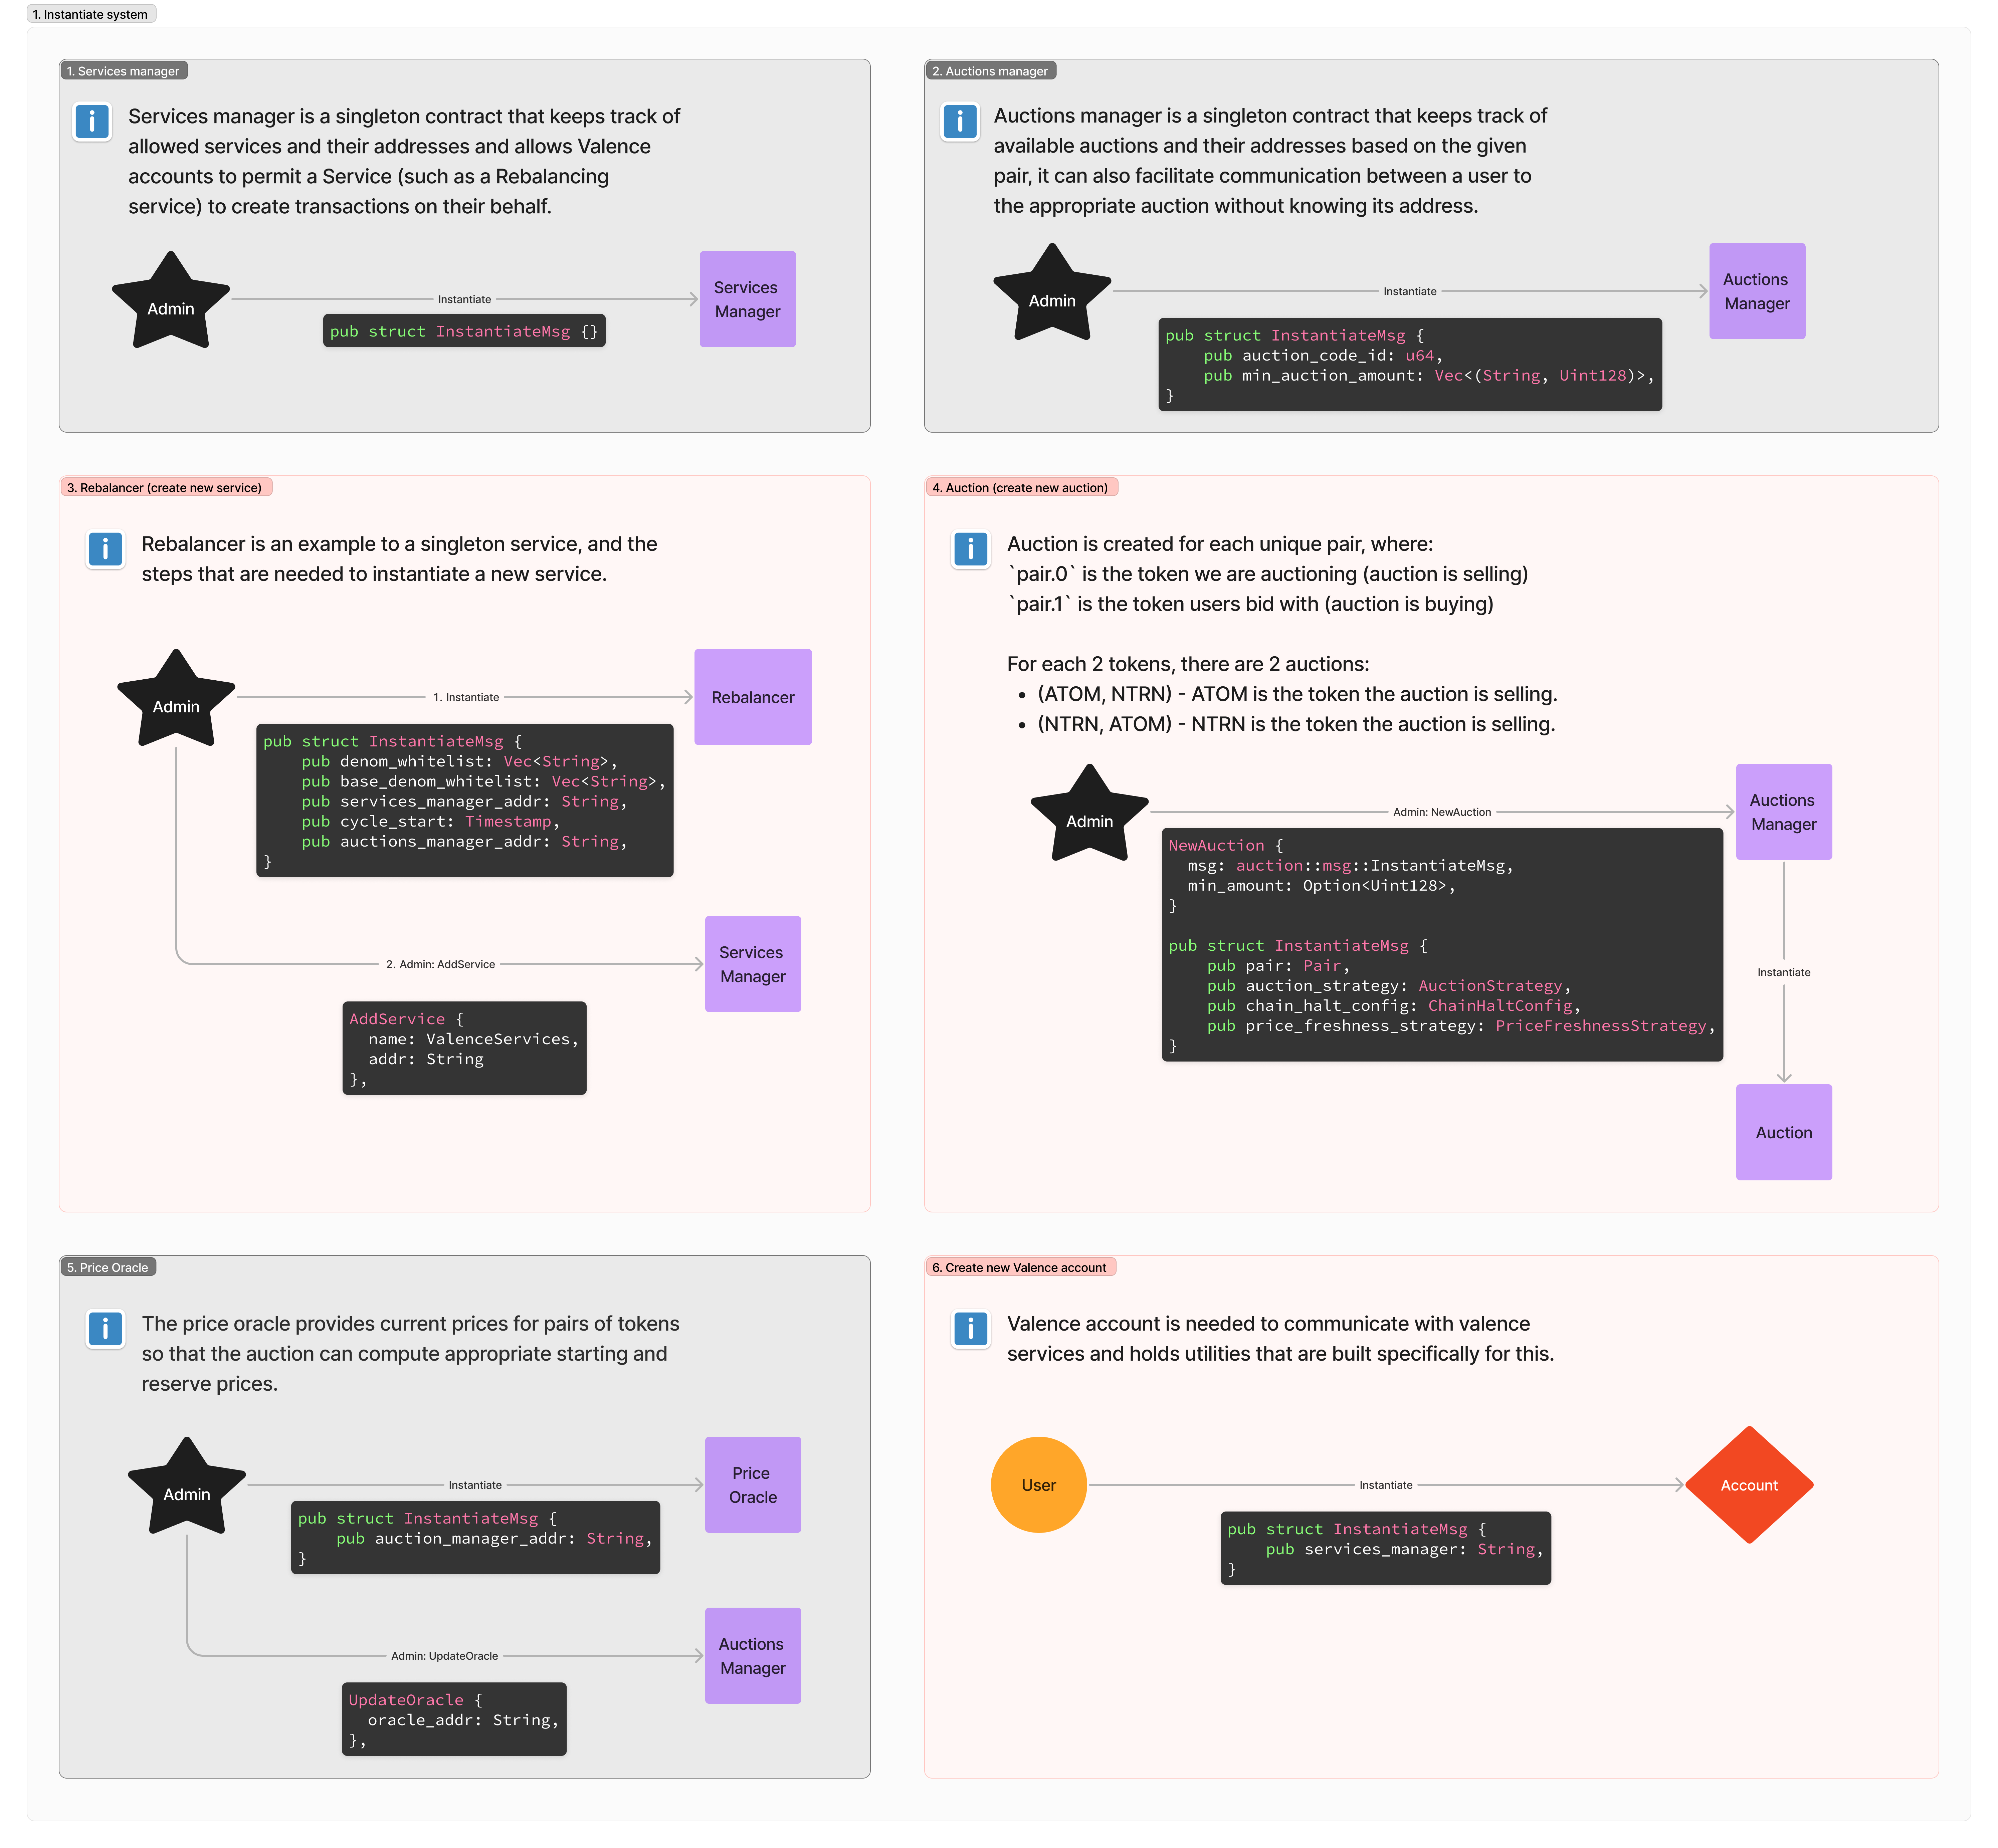 1. Instantiate system
1. Services manager
Services manager is a singleton contract that keeps track of
allowed services and their addresses and allows Valence
accounts to permit a Service (such as a Rebalancing
service) to create transactions on their behalf.
Admin
Instantiate
Services
Manager
pub struct InstantiateMsg {}
2. Auctions manager
Auctions manager is a singleton contract that keeps track of
available auctions and their addresses based on the given
pair, it can also facilitate communication between a user to
the appropriate auction without knowing its address.
Admin
Instantiate
Auctions
Manager
pub struct InstantiateMsg {
    pub auction_code_id: u64,
    pub min_auction_amount: Vec<(String, Uint128)>,
}
3. Rebalancer (create new service)
Rebalancer is an example to a singleton service, and the
steps that are needed to instantiate a new service.
Admin
1. Instantiate
Rebalancer
pub struct InstantiateMsg {
    pub denom_whitelist: Vec<String>,
    pub base_denom_whitelist: Vec<String>,
    pub services_manager_addr: String,
    pub cycle_start: Timestamp,
    pub auctions_manager_addr: String,
}
2. Admin: AddService
Services
Manager
AddService {
  name: ValenceServices,
  addr: String
},
4. Auction (create new auction)
Auction is created for each unique pair, where:
`pair.0` is the token we are auctioning (auction is selling)
`pair.1` is the token users bid with (auction is buying)
For each 2 tokens, there are 2 auctions:
• (ATOM, NTRN) - ATOM is the token the auction is selling.
• (NTRN, ATOM) - NTRN is the token the auction is selling.
Admin
Admin: NewAuction
Auctions
Manager
NewAuction {
  msg: auction::msg::InstantiateMsg,
  min_amount: Option<Uint128>,
}
pub struct InstantiateMsg {
    pub pair: Pair,
    pub auction_strategy: AuctionStrategy,
    pub chain_halt_config: ChainHaltConfig,
    pub price_freshness_strategy: PriceFreshnessStrategy,
}
Instantiate
Auction
5. Price Oracle
The price oracle provides current prices for pairs of tokens
so that the auction can compute appropriate starting and
reserve prices.
Admin
Instantiate
Price
Oracle
pub struct InstantiateMsg {
    pub auction_manager_addr: String,
}
Admin: UpdateOracle
Auctions
Manager
UpdateOracle {
  oracle_addr: String,
},
6. Create new Valence account
Valence account is needed to communicate with valence
services and holds utilities that are built specifically for this.
User
Instantiate
Account
pub struct InstantiateMsg {
    pub services_manager: String,
}